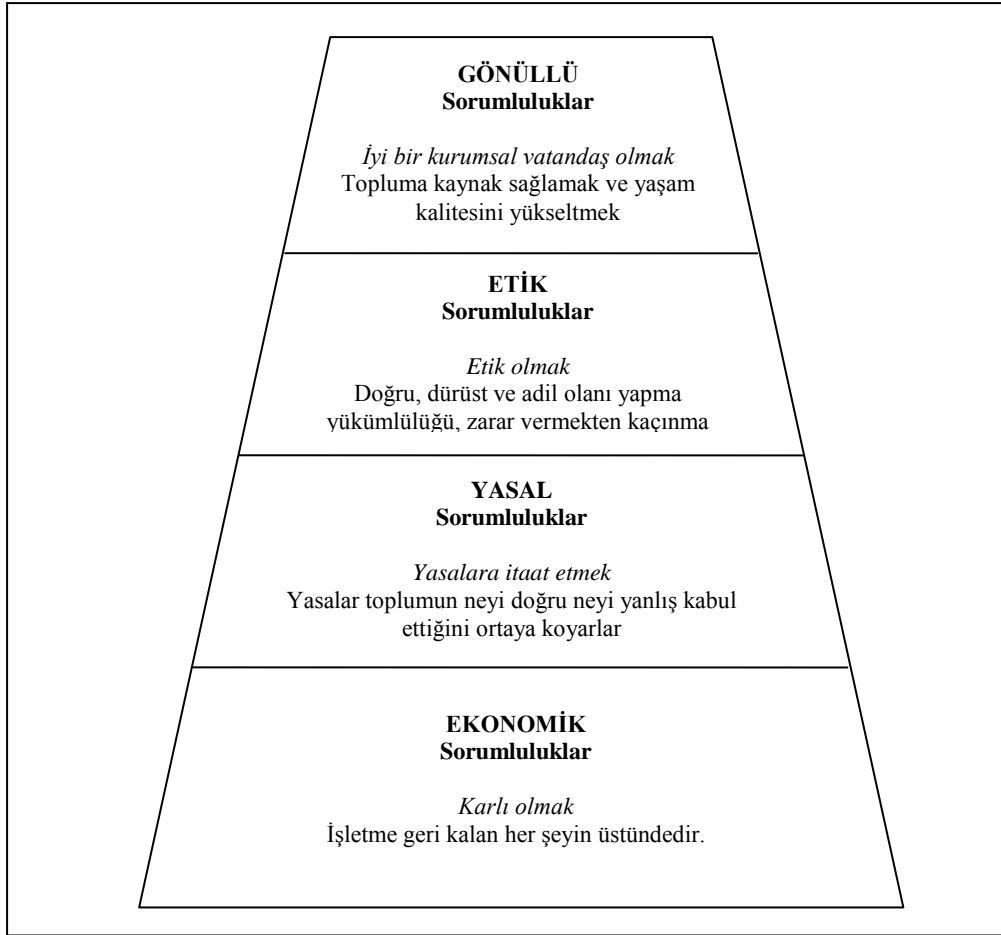 GÖNÜLLÜ
Sorumluluklar
İyi bir kurumsal vatandaş olmak
Topluma kaynak sağlamak ve yaşam
kalitesini yükseltmek
ETİK
Sorumluluklar
Etik olmak
Doğru, dürüst ve adil olanı yapma
yükümlülüğü, zarar vermekten kaçınma
YASAL
Sorumluluklar
Yasalara itaat etmek
Yasalar toplumun neyi doğru neyi yanlış kabul
ettiğini ortaya koyarlar
EKONOMİK
Sorumluluklar
Karlı olmak
İşletme geri kalan her şeyin üstündedir.